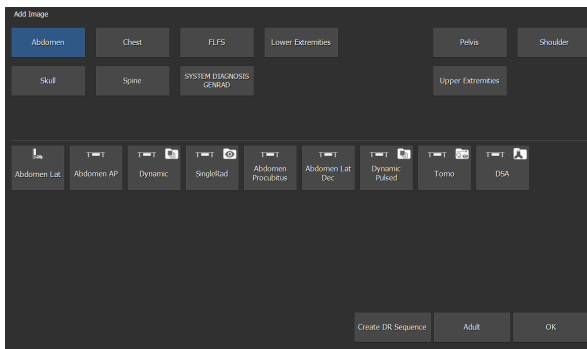 Add Image
Abdomen
Chest
FLFS
Lower Extremities
Pelvis
Shoulder
Skull
Spine
SYSTEM DIAGNOSIS
GENRAD
Upper Extremities
Abdomen Lat
Abdomen AP
Dynamic
SingleRad
Abdomen
Procubitus
Abdomen Lat
Dec
Dynamic
Pulsed
Tomo
DSA
Create DR Sequence
Adult
OK